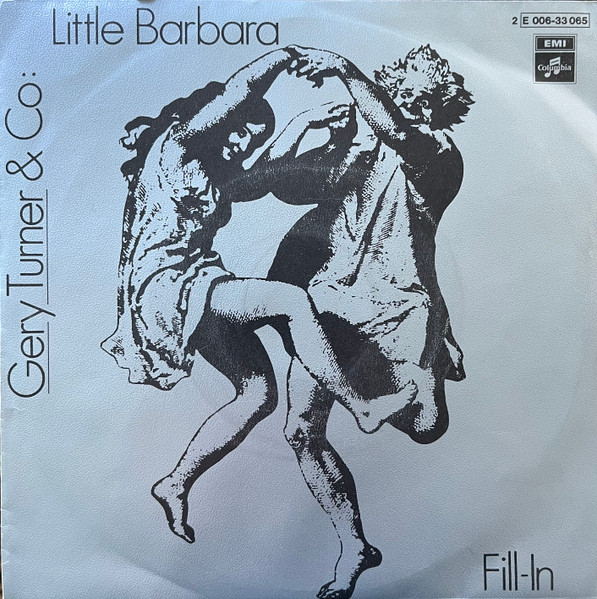 Little Barbara
2 E 006-33 065
EMI
Columbia
Gery Turner & Co:
Fill-In